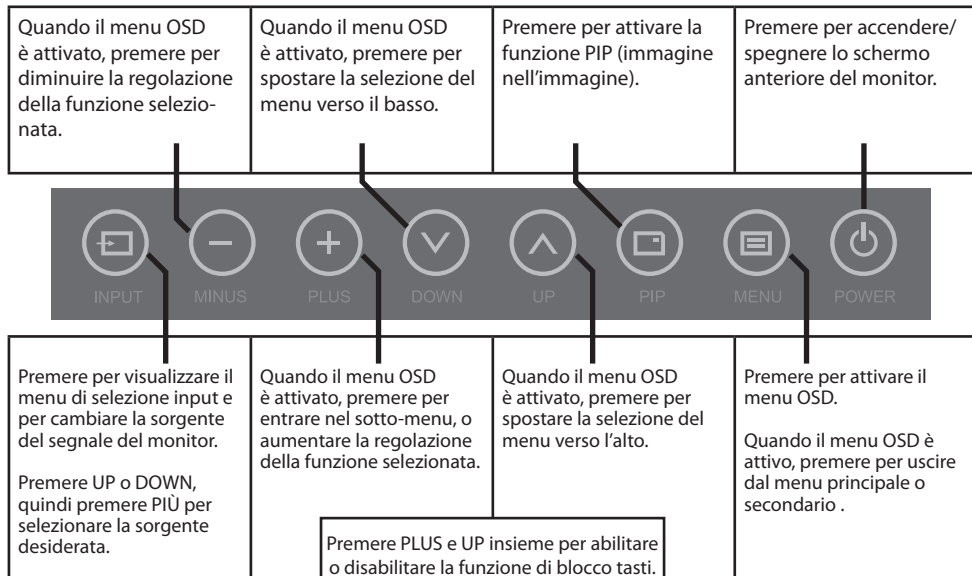 Quando il menu OSD
è attivato, premere per
diminuire la regolazione
della funzione selezio-
nata.
Quando il menu OSD
è attivato, premere per
spostare la selezione del
menu verso il basso.
Premere per attivare la
funzione PIP (immagine
nell'immagine).
Premere per accendere/
spegnere lo schermo
anteriore del monitor.
INPUT
MINUS
PLUS
DOWN
UP
PIP
MENU
POWER
Premere per visualizzare il
menu di selezione input e
per cambiare la sorgente
del segnale del monitor.
Premere UP o DOWN,
quindi premere PIÙ per
selezionare la sorgente
desiderata.
Quando il menu OSD
è attivato, premere per
entrare nel sotto-menu, o
aumentare la regolazione
della funzione selezionata.
Quando il menu OSD
è attivato, premere per
spostare la selezione del
menu verso l'alto.
Premere per attivare il
menu OSD.
Quando il menu OSD è
attivo, premere per uscire
dal menu principale o
secondario .
Premere PLUS e UP insieme per abilitare
o disabilitare la funzione di blocco tasti.